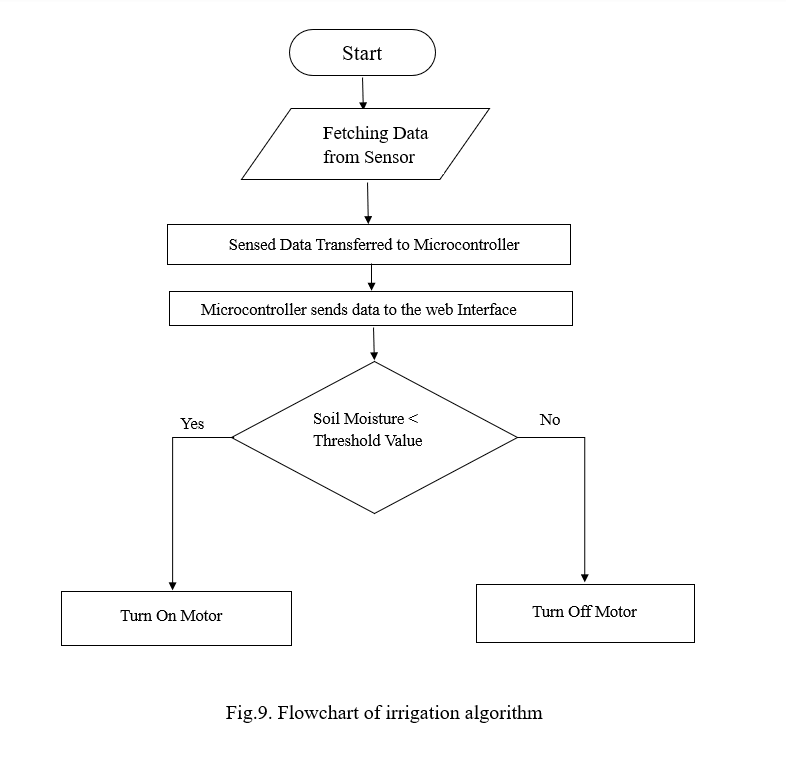 Start
Fetching Data
from Sensor
Sensed Data Transferred to Microcontroller
Microcontroller sends data to the web Interface
Soil Moisture <
Threshold Value
Yes
No
Turn On Motor
Turn Off Motor
Fig.9. Flowchart of irrigation algorithm